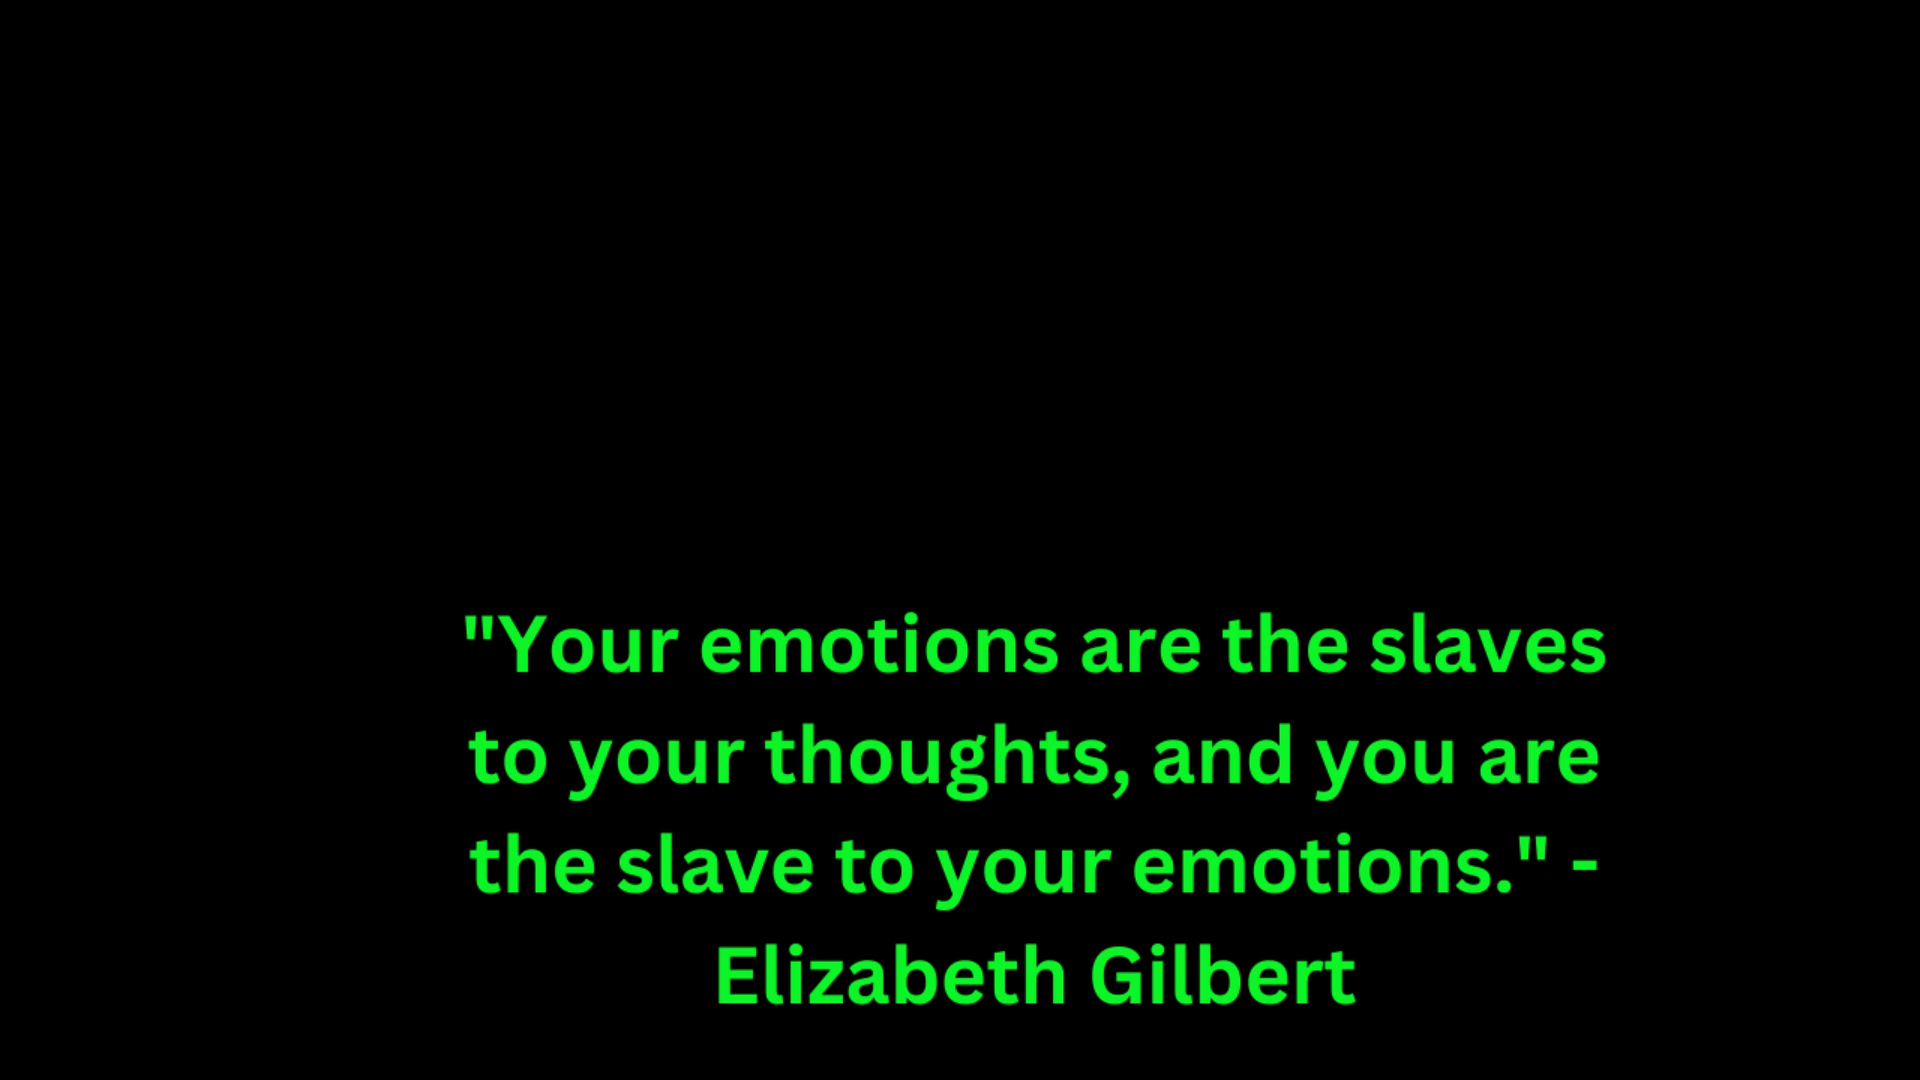 "Your emotions are the slaves
to your thoughts, and you are
the slave to your emotions." -
Elizabeth Gilbert